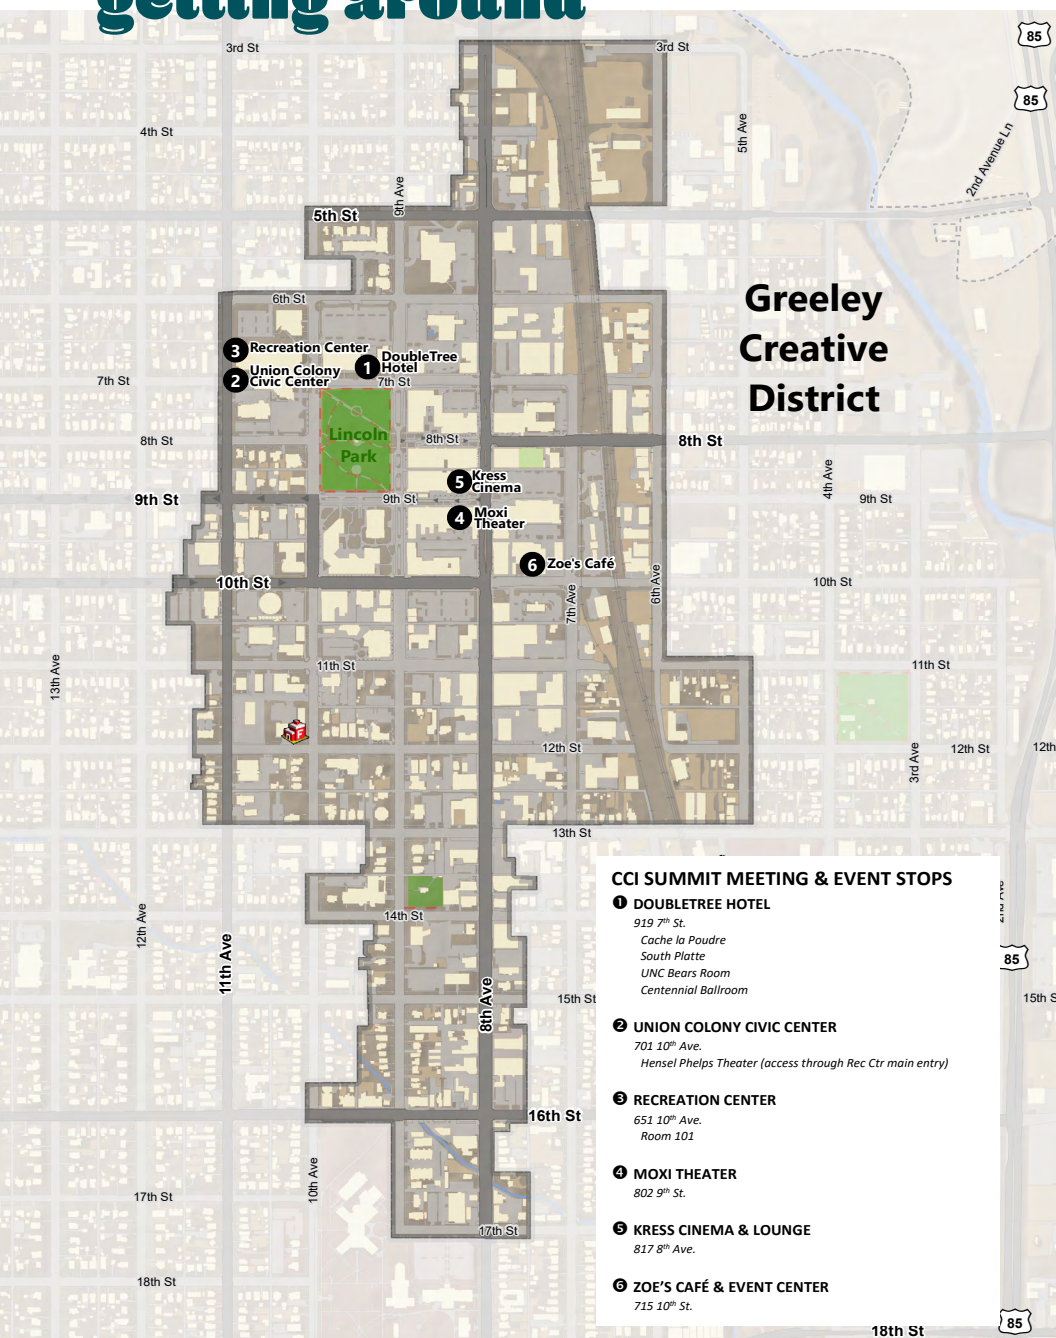 getting around
3rd St
3rd St
85
85
4th St
5th Ave
2nd Avenue Ln
9th Ave
5th St
6th St
Greeley
Creative
District
3 Recreation Center
1 DoubleTree
Hotel
2 Union Colony
Civic Center
7th St
7th St
Lincoln
Park
8th St
8th St
8th St
5 Kress
Cinema
4th Ave
9th St
9th St
9th St
4 Moxi
Theater
6 Zoe's Café
10th St
10th St
7th Ave
6th Ave
13th Ave
11th St
11th St
F
12th St
12th St
12th
3rd Ave
13th St
14th St
12th Ave
11th Ave
8th Ave
2nd Ave
85
15th St
15th S
16th St
10th Ave
17th St
17th St
18th St
18th St
85
CCI SUMMIT MEETING & EVENT STOPS
❶ DOUBLETREE HOTEL
919 7th St.
Cache la Poudre
South Platte
UNC Bears Room
Centennial Ballroom
❷ UNION COLONY CIVIC CENTER
701 10th Ave.
Hensel Phelps Theater (access through Rec Ctr main entry)
❸ RECREATION CENTER
651 10th Ave.
Room 101
❹ MOXI THEATER
802 9th St.
❺ KRESS CINEMA & LOUNGE
817 8th Ave.
❻ ZOE'S CAFÉ & EVENT CENTER
715 10th St.